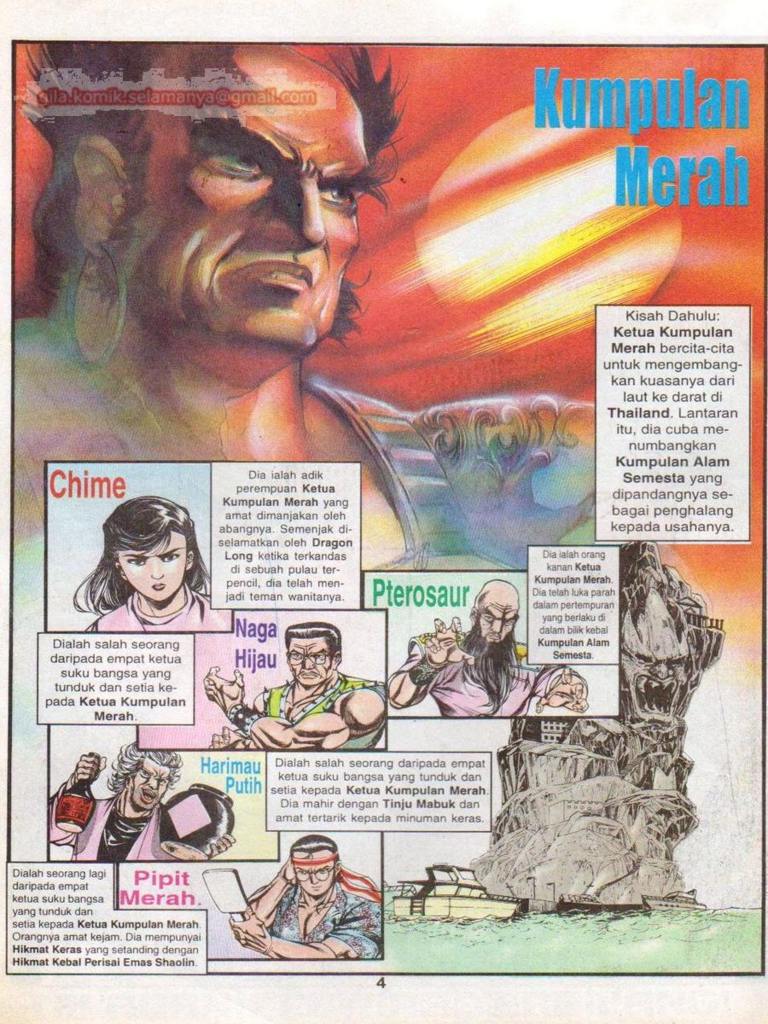 gila.komik.selamanya@gmail.com
Kumpulan
Merah
Kisah Dahulu:
Ketua Kumpulan
Merah bercita-cita
untuk mengembang-
kan kuasanya dari
laut ke darat di
Thailand. Lantaran
itu, dia cuba me-
numbangkan
Kumpulan Alam
Semesta yang
dipandangnya se-
bagai penghalang
kepada usahanya.
Chime
Dia ialah adik
perempuan Ketua
Kumpulan Merah yang
amat dimanjakan oleh
abangnya. Semenjak di-
selamatkan oleh Dragon
Long ketika terkandas
di sebuah pulau ter-
pencil, dia telah men-
jadi teman wanitanya.
Pterosaur
Dia ialah orang
kanan Ketua
Kumpulan Merah.
Dia telah luka parah
dalam pertempuran
yang berlaku di
dalam bilik kebal
Kumpulan Alam
Semesta.
Naga
Hijau
Dialah salah seorang
daripada empat ketua
suku bangsa yang
tunduk dan setia ke-
pada Ketua Kumpulan
Merah.
Harimau
Putih
Dialah salah seorang daripada empat
ketua suku bangsa yang tunduk dan
setia kepada Ketua Kumpulan Merah.
Dia mahir dengan Tinju Mabuk dan
amat tertarik kepada minuman keras.
Pipit
Merah.
Dialah seorang lagi
daripada empat
ketua suku bangsa
yang tunduk dan
setia kepada Ketua Kumpulan Merah.
Orangnya amat kejam. Dia mempunyai
Hikmat Keras yang setanding dengan
Hikmat Kebal Perisai Emas Shaolin.
4